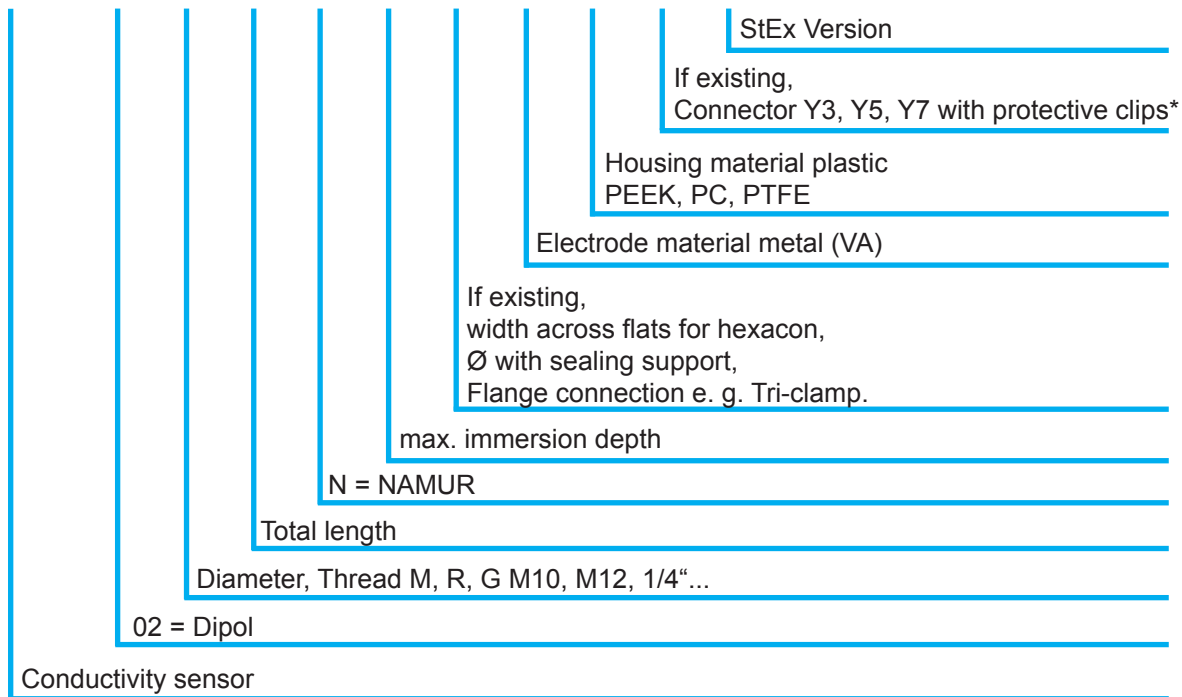 StEx Version
If existing,
Connector Y3, Y5, Y7 with protective clips*
Housing material plastic
PEEK, PC, PTFE
Electrode material metal (VA)
If existing,
width across flats for hexacon,
Ø with sealing support,
Flange connection e. g. Tri-clamp.
max. immersion depth
N = NAMUR
Total length
Diameter, Thread M, R, G M10, M12, 1/4“...
02 = Dipol
Conductivity sensor